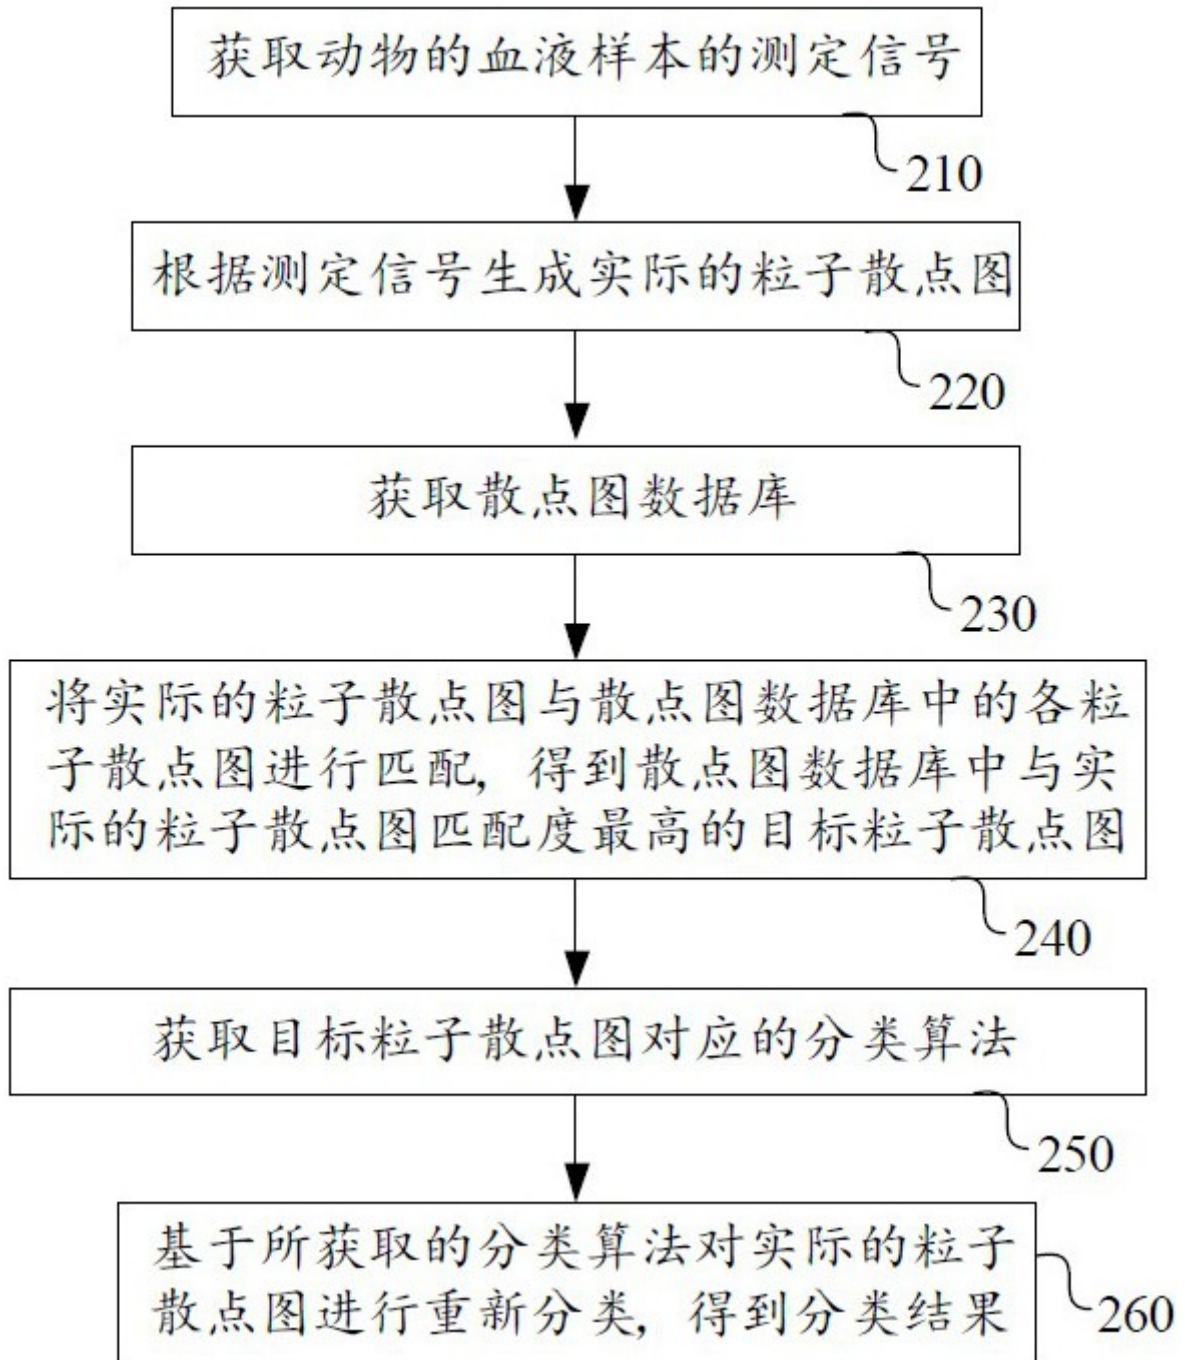 获取动物的血液样本的测定信号
210
根据测定信号生成实际的粒子散点图
220
获取散点图数据库
230
将实际的粒子散点图与散点图数据库中的各粒
子散点图进行匹配, 得到散点图数据库中与实
际的粒子散点图匹配度最高的目标粒子散点图
240
获取目标粒子散点图对应的分类算法
250
基于所获取的分类算法对实际的粒子
散点图进行重新分类, 得到分类结果
260